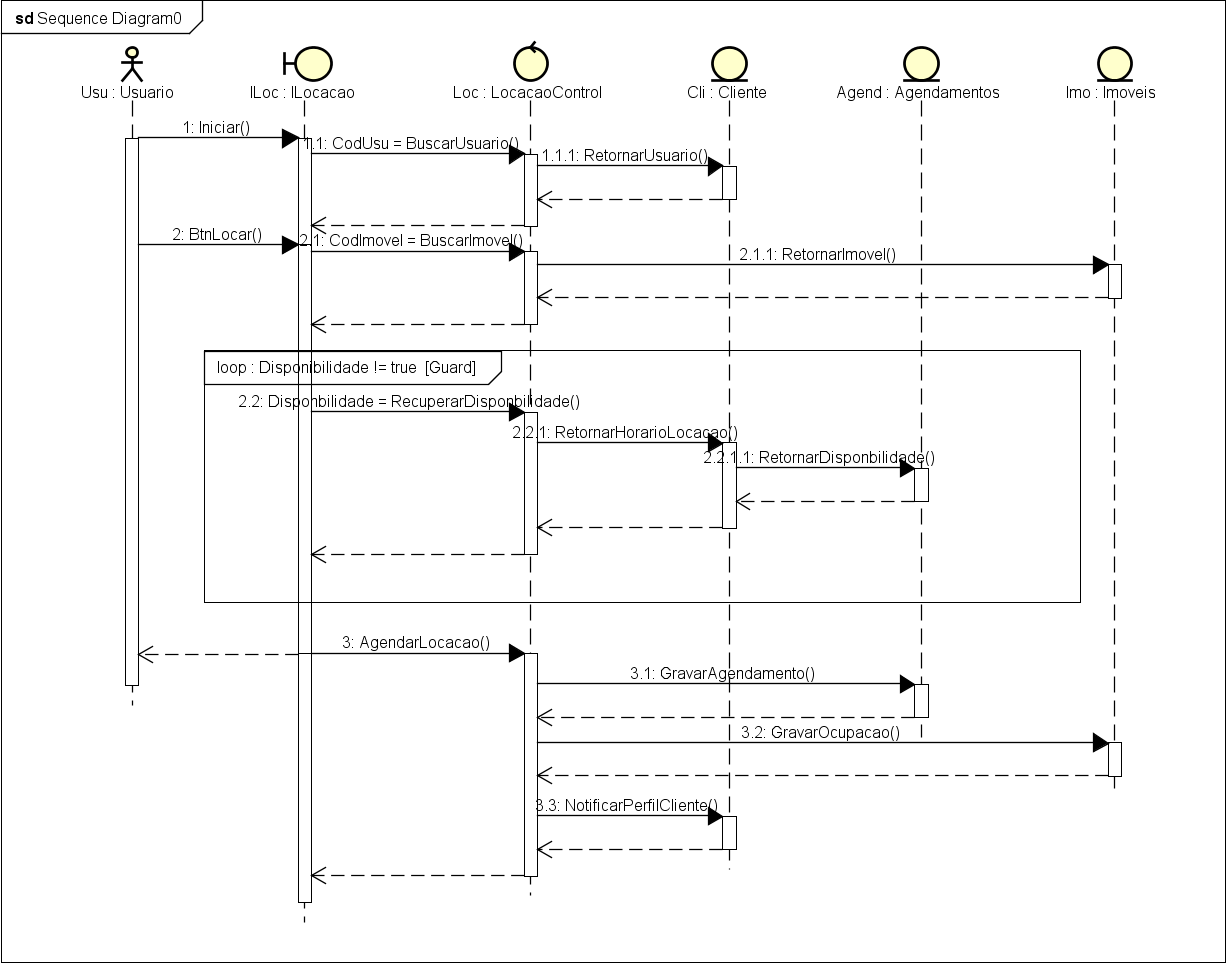 sd Sequence Diagram0
Usu : Usuario
ILoc : ILocacao
Loc : LocacaoControl
Cli : Cliente
Agend : Agendamentos
Imo : Imoveis
1: Iniciar()
1.1: CodUsu = BuscarUsuario()
1.1.1: RetornarUsuario()
2: BtnLocar()
2.1: CodImovel = BuscarImovel()
2.1.1: RetornarImovel()
loop : Disponibilidade != true [Guard]
2.2: Disponbilidade = RecuperarDisponbilidade()
2.2.1: RetornarHorarioLocacao()
2.2.1.1: RetornarDisponbilidade()
3: AgendarLocacao()
3.1: GravarAgendamento()
3.2: GravarOcupacao()
3.3: NotificarPerfilCliente()